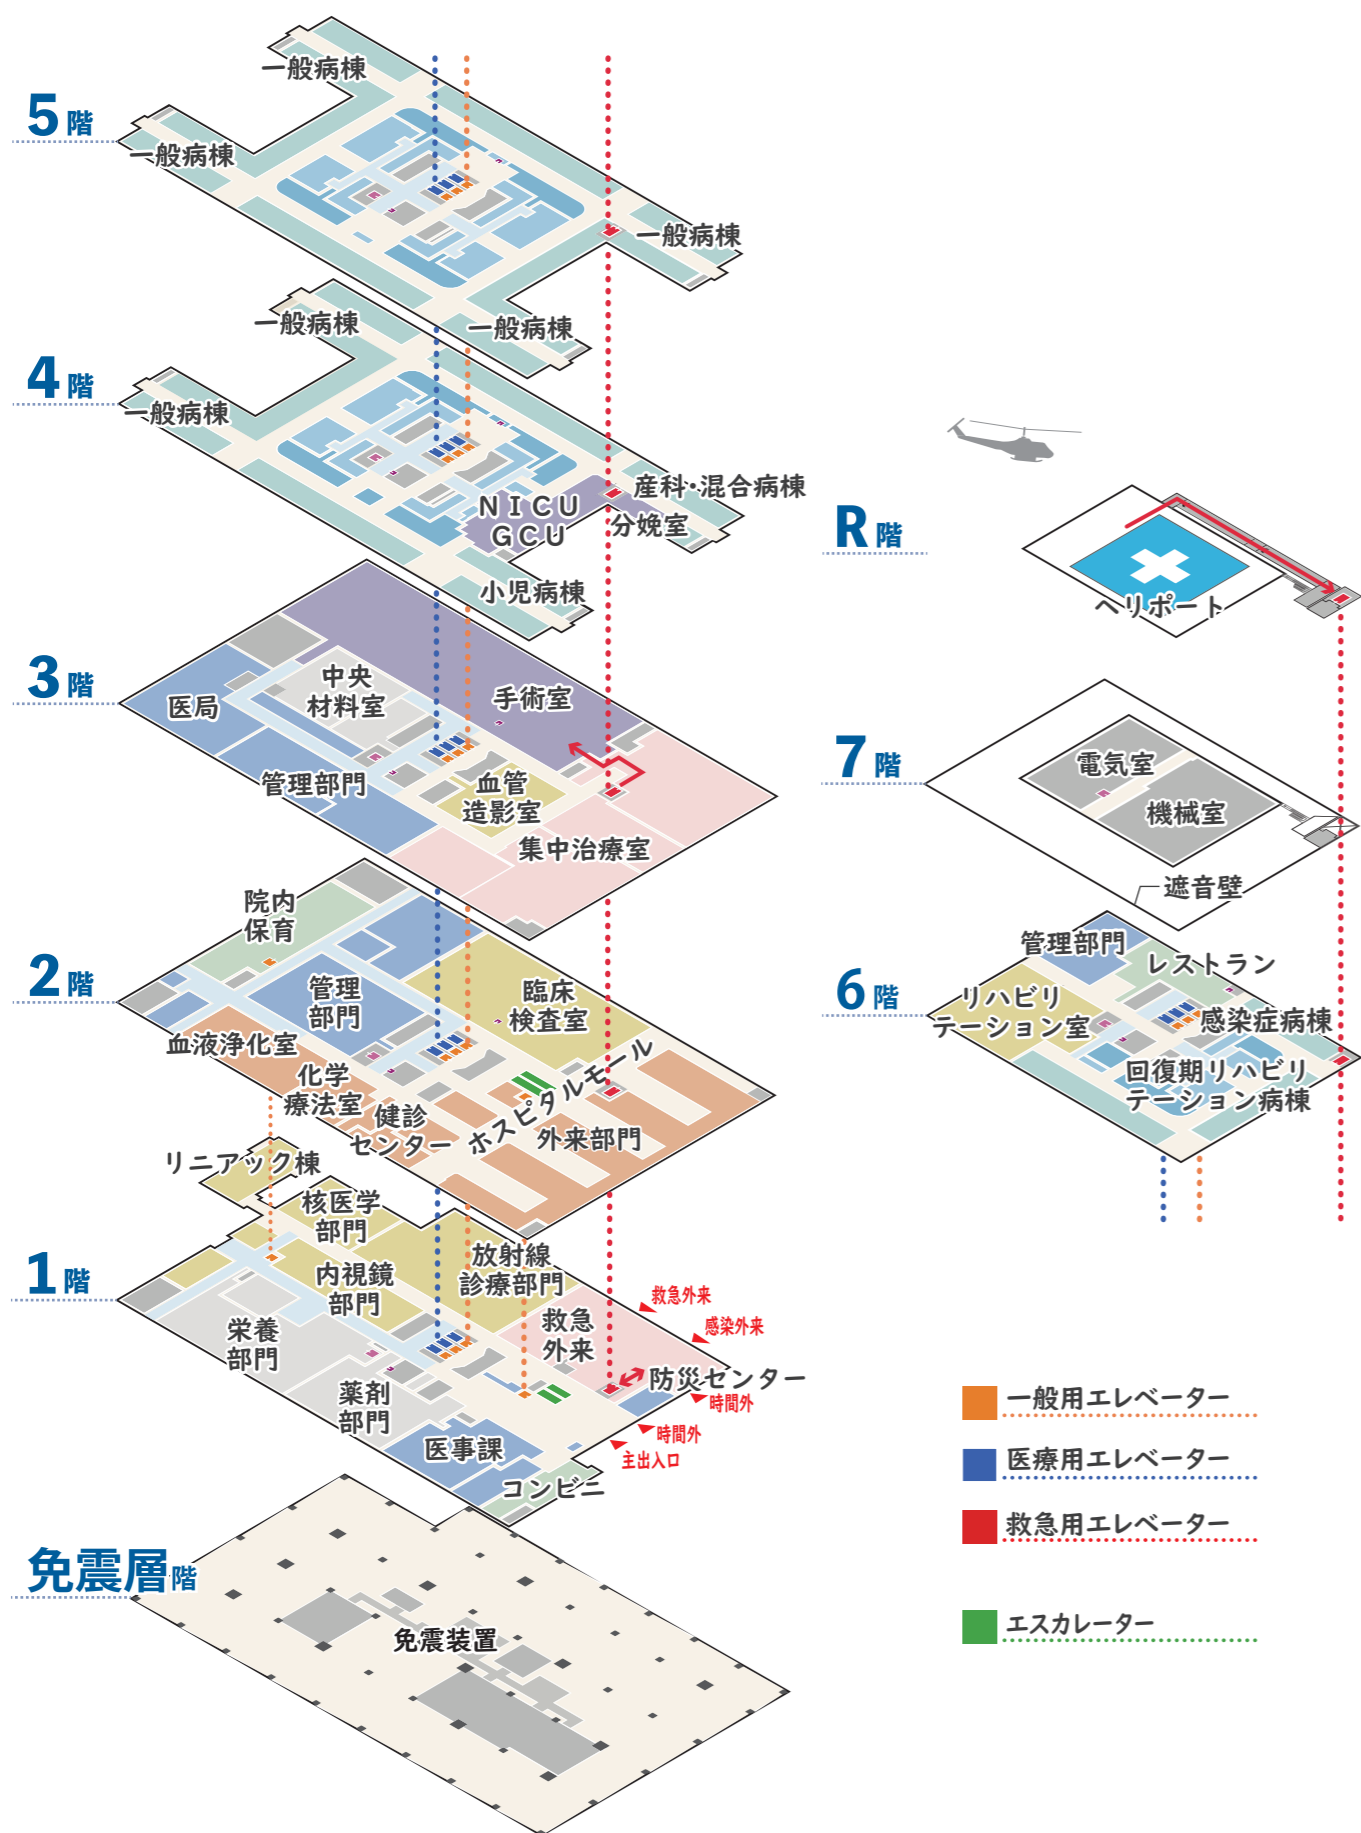 5階
一般病棟
一般病棟
一般病棟
一般病棟
4階
一般病棟
一般病棟
産科・混合病棟
NICU
GCU
分娩室
小児病棟
3階
中央
材料室
手術室
医局
管理部門
血管
造影室
集中治療室
2階
院内
保育
管理
部門
臨床
検査室
血液浄化室
化学
療法室
健診
センター
ホスピタルモール
外来部門
1階
リニアック棟
核医学
部門
放射線
診療部門
内視鏡
部門
栄養
部門
救急
外来
薬剤
部門
医事課
コンビニ
防災センター
救急外来
感染外来
時間外
時間外
主出入口
免震層階
免震装置
R階
ヘリポート
7階
電気室
機械室
遮音壁
6階
管理部門
レストラン
リハビリ
テーション室
感染症病棟
回復期リハビリ
テーション病棟
一般用エレベーター
医療用エレベーター
救急用エレベーター
エスカレーター